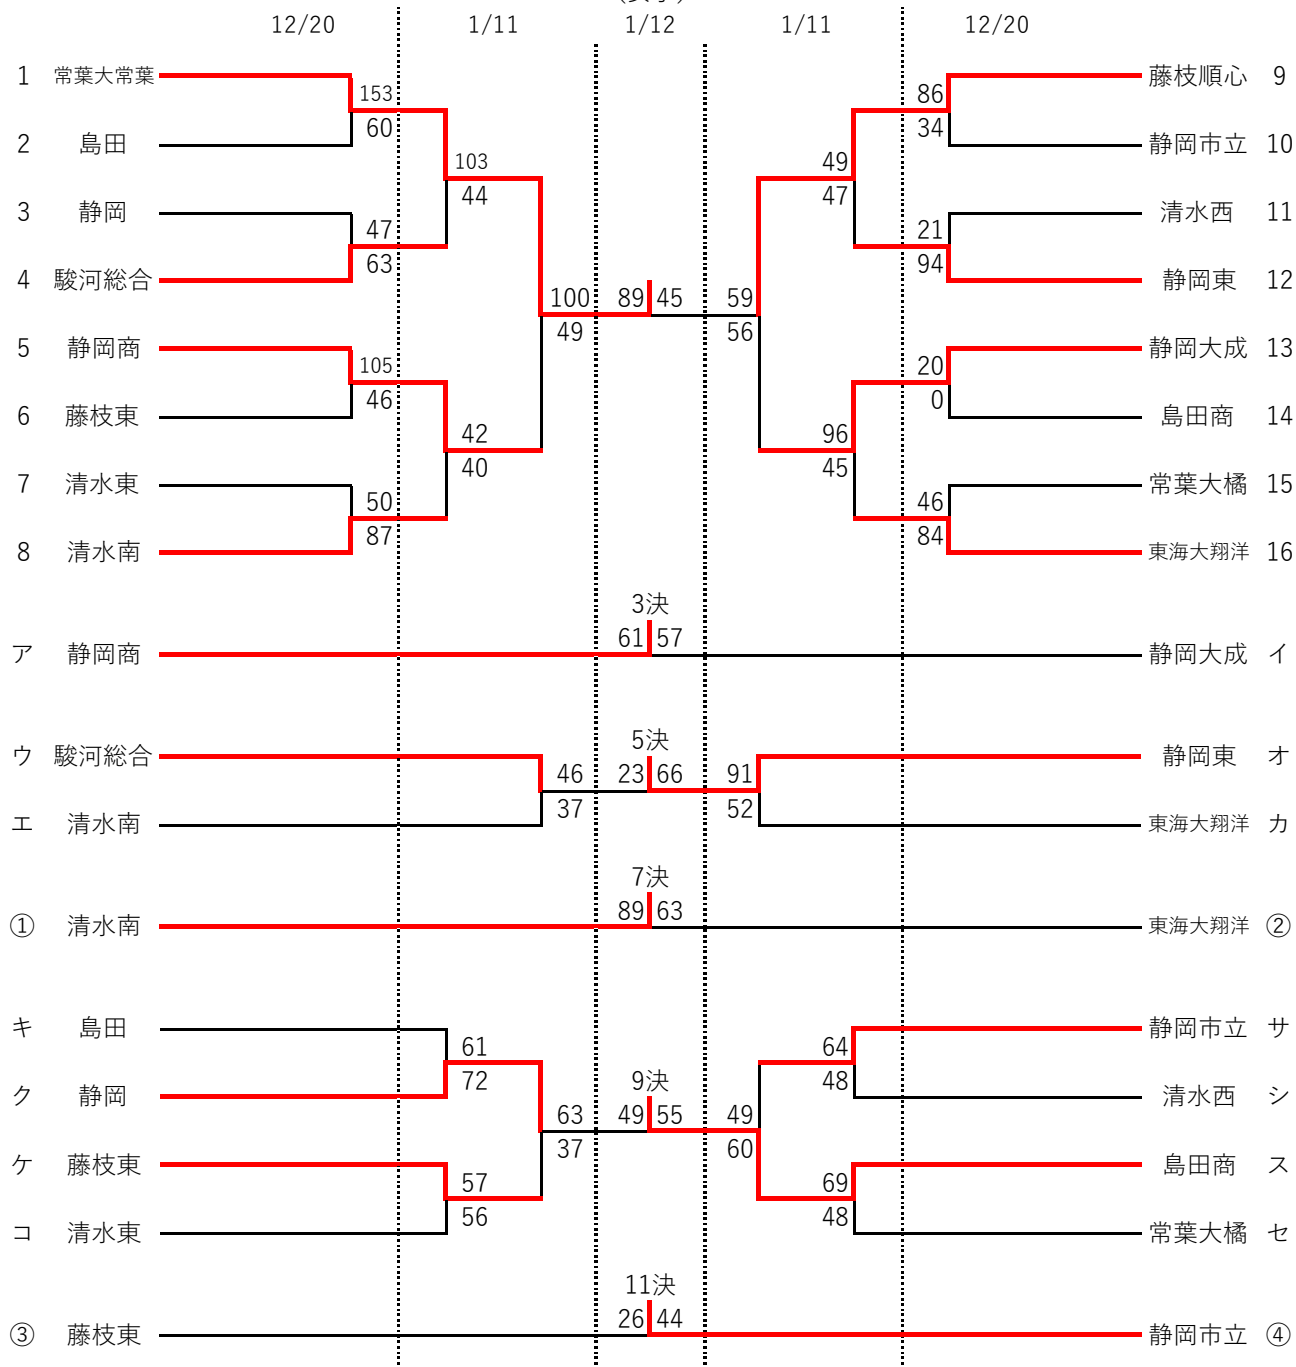 12/20 1/11 1/12 1/11 12/20
1 常葉大常葉 藤枝順心 9
153 86
60 34
2 島田 静岡市立 10
103 49
44 47
3 静岡 清水西 11
47 21
63 94
4 駿河総合 静岡東 12
100 89 45 59
49 56
5 静岡商 静岡大成 13
105 20
46 0
6 藤枝東 島田商 14
42 96
40 45
7 清水東 常葉大橘 15
50 46
87 84
8 清水南 東海大翔洋 16
3決
61 57
ア 静岡商 静岡大成 イ
5決
ウ 駿河総合 静岡東 オ
46 23 66 91
37 52
エ 清水南 東海大翔洋 カ
7決
89 63
① 清水南 東海大翔洋 ②
キ 島田 静岡市立 サ
61 64
72 48
9決
ク 静岡 清水西 シ
63 49 55 49
37 60
ケ 藤枝東 島田商 ス
57 69
56 48
コ 清水東 常葉大橘 セ
11決
26 44
③ 藤枝東 静岡市立 ④